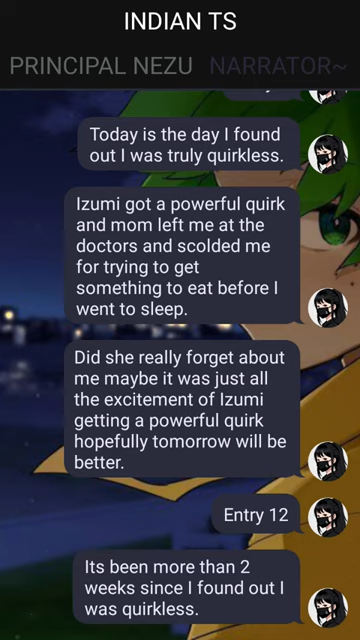 INDIAN TS
PRINCIPAL NEZU NARRATOR~
Today is the day I found
out I was truly quirkless.
Izumi got a powerful quirk
and mom left me at the
doctors and scolded me
for trying to get
something to eat before I
went to sleep.
Did she really forget about
me maybe it was just all
the excitement of Izumi
getting a powerful quirk
hopefully tomorrow will be
better.
Entry 12
Its been more than 2
weeks since I found out I
was quirkless.